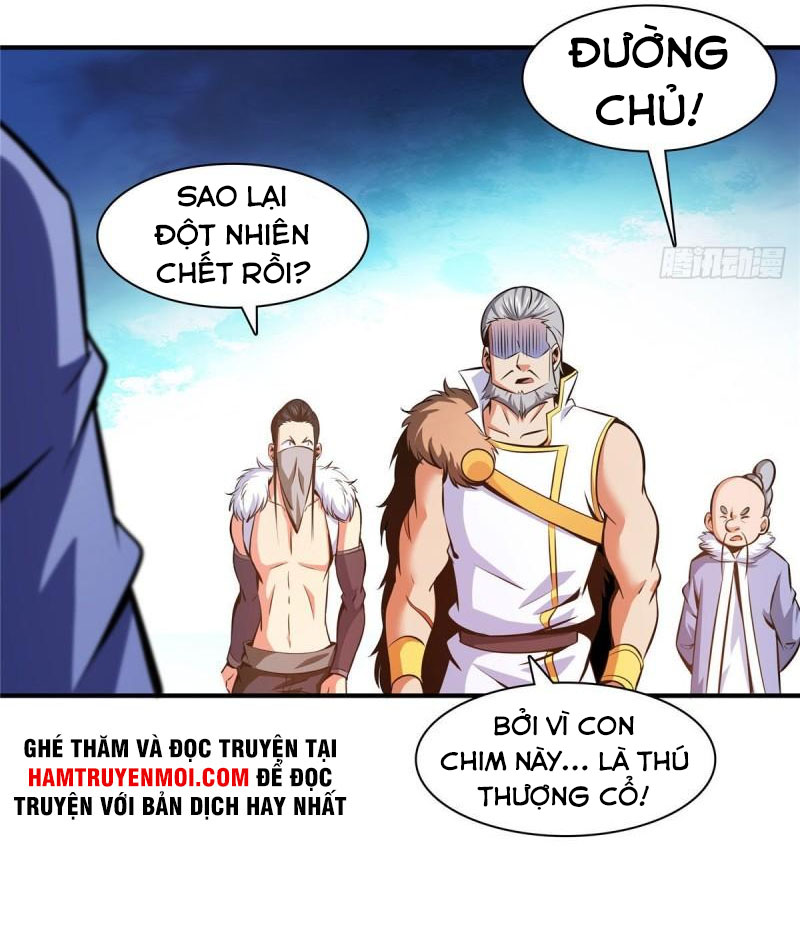 ĐƯỜNG
CHỦ!
SAO LẠI
ĐỘT NHIÊN
CHẾT RỒI?
腾讯动漫
BỞI VÌ CON
CHIM NÀY... LÀ THÚ
THƯỢNG CỔ!
GHÉ THĂM VÀ ĐỌC TRUYỆN TẠI
HAMTRUYENMOI.COM ĐỂ ĐỌC
TRUYỆN VỚI BẢN DỊCH HAY NHẤT